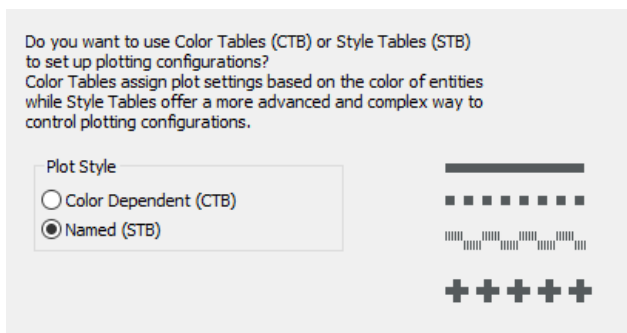 Do you want to use Color Tables (CTB) or Style Tables (STB)
to set up plotting configurations?
Color Tables assign plot settings based on the color of entities
while Style Tables offer a more advanced and complex way to
control plotting configurations.
Plot Style
Color Dependent (CTB)
Named (STB)